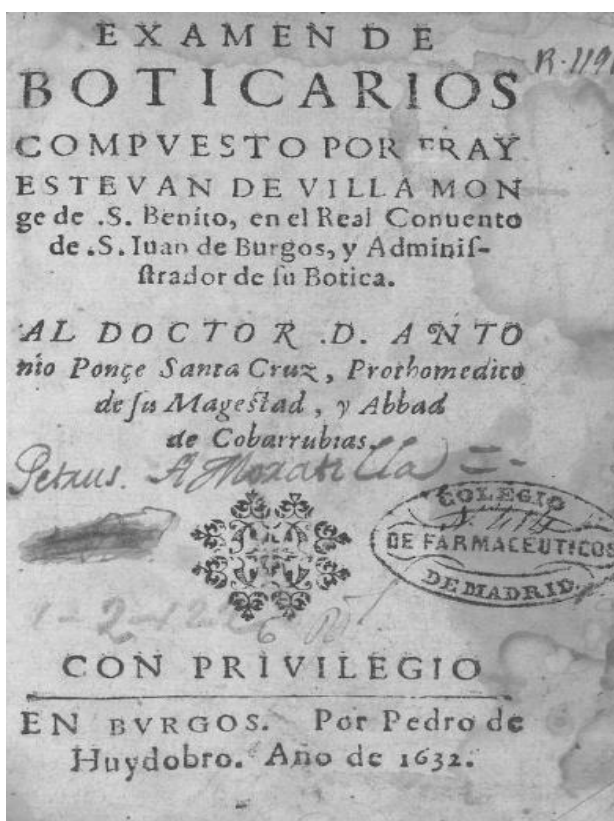 EXAMEN DE
R-119
BOTICARIOS
COMPVESTO POR FRAY
ESTEVAN DE VILLA MON
ge de .S. Benito, en el Real Conuento
de .S. Iuan de Burgos, y Adminiſ-
ſtrador de ſu Botica.
AL DOCTOR .D. ANTO
nio Ponçe Santa Cruz, Prothomedico
de ſu Mageſtad, y Abbad
de Cobarrubias.
Petrus.
COLEGIO
DE FARMACEUTICOS
DE MADRID.
CON PRIVILEGIO
EN BVRGOS. Por Pedro de
Huydobro. Año de 1632.